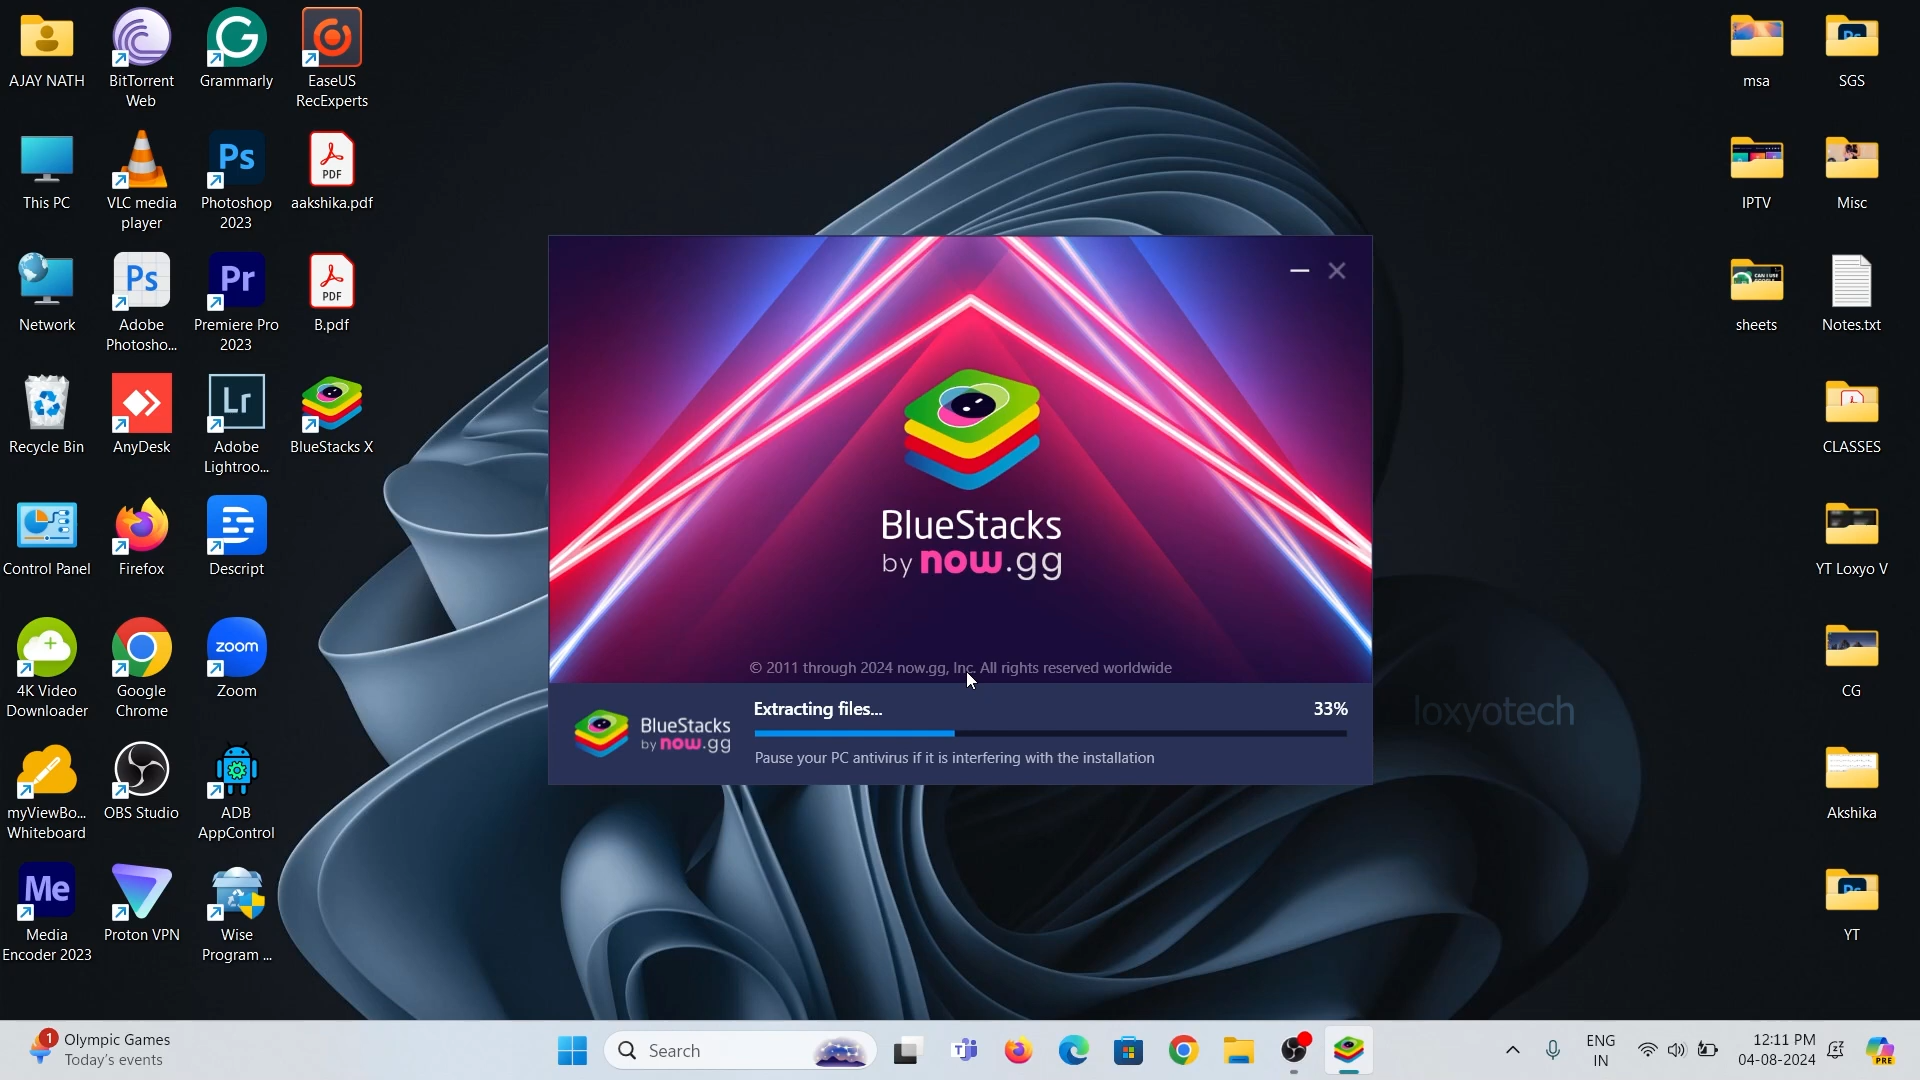 AJAY NATH
BitTorrent
Web
Grammarly
EaseUS
RecExperts
msa
SGS
This PC
VLC media
player
Ps
Photoshop
2023
PDF
aakshika.pdf
IPTV
Misc
Network
Ps
Adobe
Photosho...
Pr
Premiere Pro
2023
PDF
B.pdf
sheets
Notes.txt
Recycle Bin
AnyDesk
Lr
Adobe
Lightroo...
BlueStacks X
CLASSES
Control Panel
Firefox
Descript
YT Loxyo V
4K Video
Downloader
Google
Chrome
zoom
Zoom
CG
myViewBo...
Whiteboard
OBS Studio
ADB
AppControl
Akshika
Me
Media
Encoder 2023
Proton VPN
Wise
Program ...
YT
BlueStacks
by now.gg
© 2011 through 2024 now.gg, Inc. All rights reserved worldwide
BlueStacks
by now.gg
Extracting files...
33%
Pause your PC antivirus if it is interfering with the installation
loxyotech
1
Olympic Games
Today's events
Search
ENG
IN
12:11 PM
04-08-2024
PRE